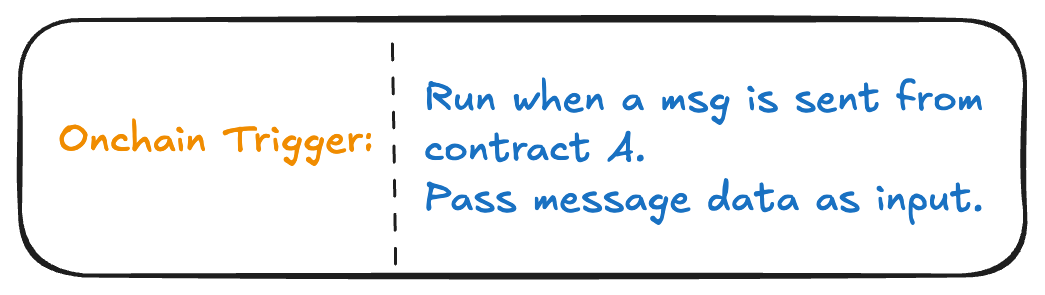 Onchain Trigger:
Run when a msg is sent from
contract A.
Pass message data as input.